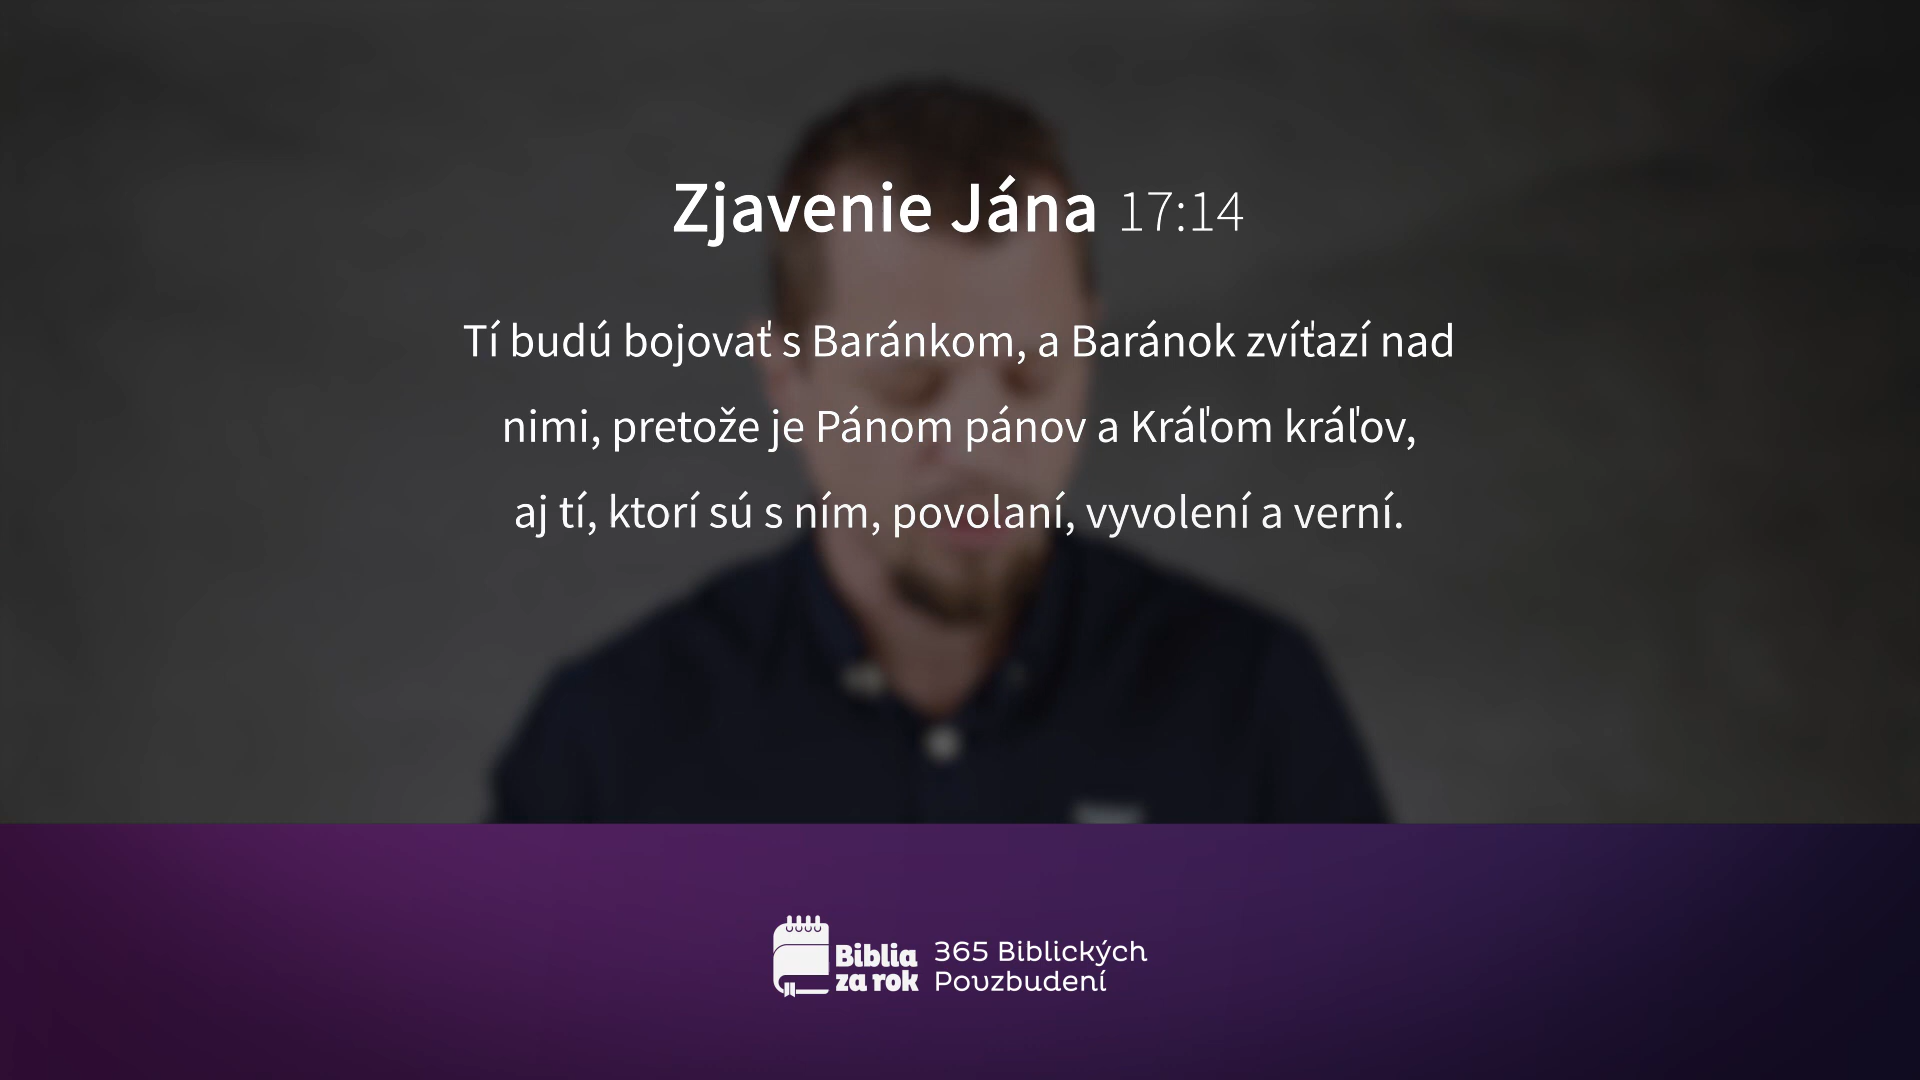 Zjavenie Jána 17:14
Tí budú bojovať s Baránkom, a Baránok zvíťazí nad
nimi, pretože je Pánom pánov a Kráľom kráľov,
aj tí, ktorí sú s ním, povolaní, vyvolení a verní.
Biblia
za rok
365 Biblických
Povzbudení